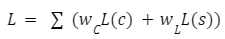 L = ∑ (w_C L(c) + w_L L(s))